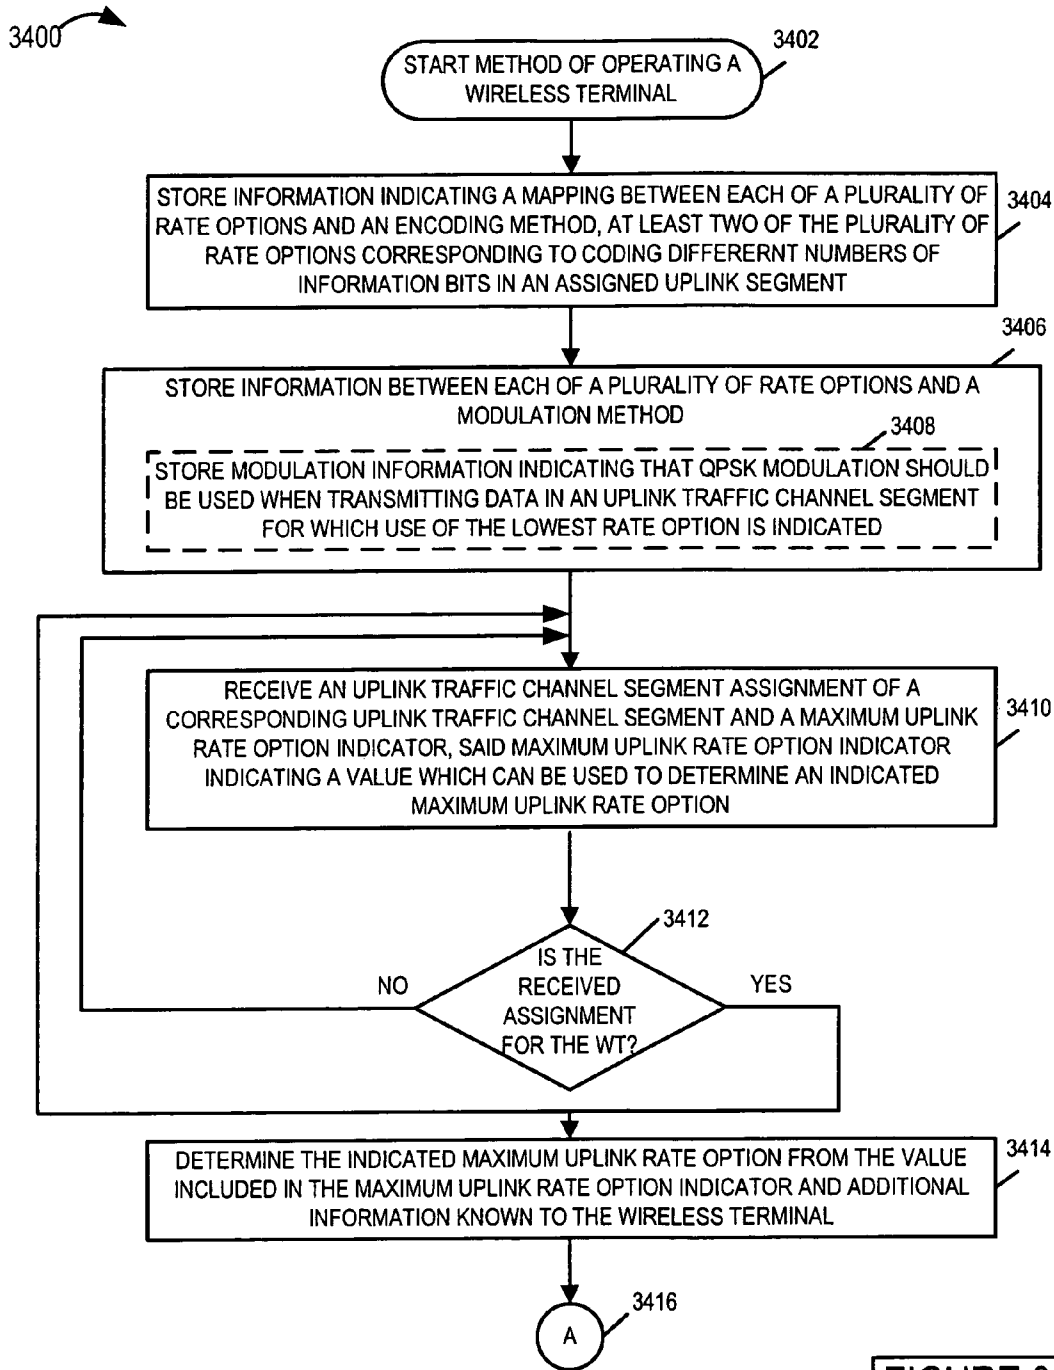 3400
3402
START METHOD OF OPERATING A
WIRELESS TERMINAL
STORE INFORMATION INDICATING A MAPPING BETWEEN EACH OF A PLURALITY OF
RATE OPTIONS AND AN ENCODING METHOD, AT LEAST TWO OF THE PLURALITY OF
RATE OPTIONS CORRESPONDING TO CODING DIFFERERNT NUMBERS OF
INFORMATION BITS IN AN ASSIGNED UPLINK SEGMENT
3404
3406
STORE INFORMATION BETWEEN EACH OF A PLURALITY OF RATE OPTIONS AND A
MODULATION METHOD
3408
STORE MODULATION INFORMATION INDICATING THAT QPSK MODULATION SHOULD
BE USED WHEN TRANSMITTING DATA IN AN UPLINK TRAFFIC CHANNEL SEGMENT
FOR WHICH USE OF THE LOWEST RATE OPTION IS INDICATED
RECEIVE AN UPLINK TRAFFIC CHANNEL SEGMENT ASSIGNMENT OF A
CORRESPONDING UPLINK TRAFFIC CHANNEL SEGMENT AND A MAXIMUM UPLINK
RATE OPTION INDICATOR, SAID MAXIMUM UPLINK RATE OPTION INDICATOR
INDICATING A VALUE WHICH CAN BE USED TO DETERMINE AN INDICATED
MAXIMUM UPLINK RATE OPTION
3410
3412
IS THE
RECEIVED
ASSIGNMENT
FOR THE WT?
NO
YES
DETERMINE THE INDICATED MAXIMUM UPLINK RATE OPTION FROM THE VALUE
INCLUDED IN THE MAXIMUM UPLINK RATE OPTION INDICATOR AND ADDITIONAL
INFORMATION KNOWN TO THE WIRELESS TERMINAL
3414
A
3416